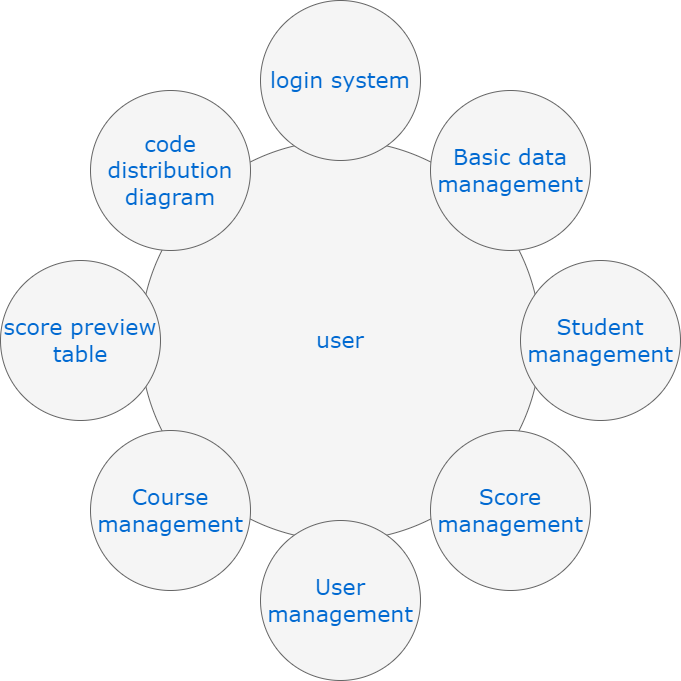 login system
code
distribution
diagram
Basic data
management
score preview
table
user
Student
management
Course
management
Score
management
User
management